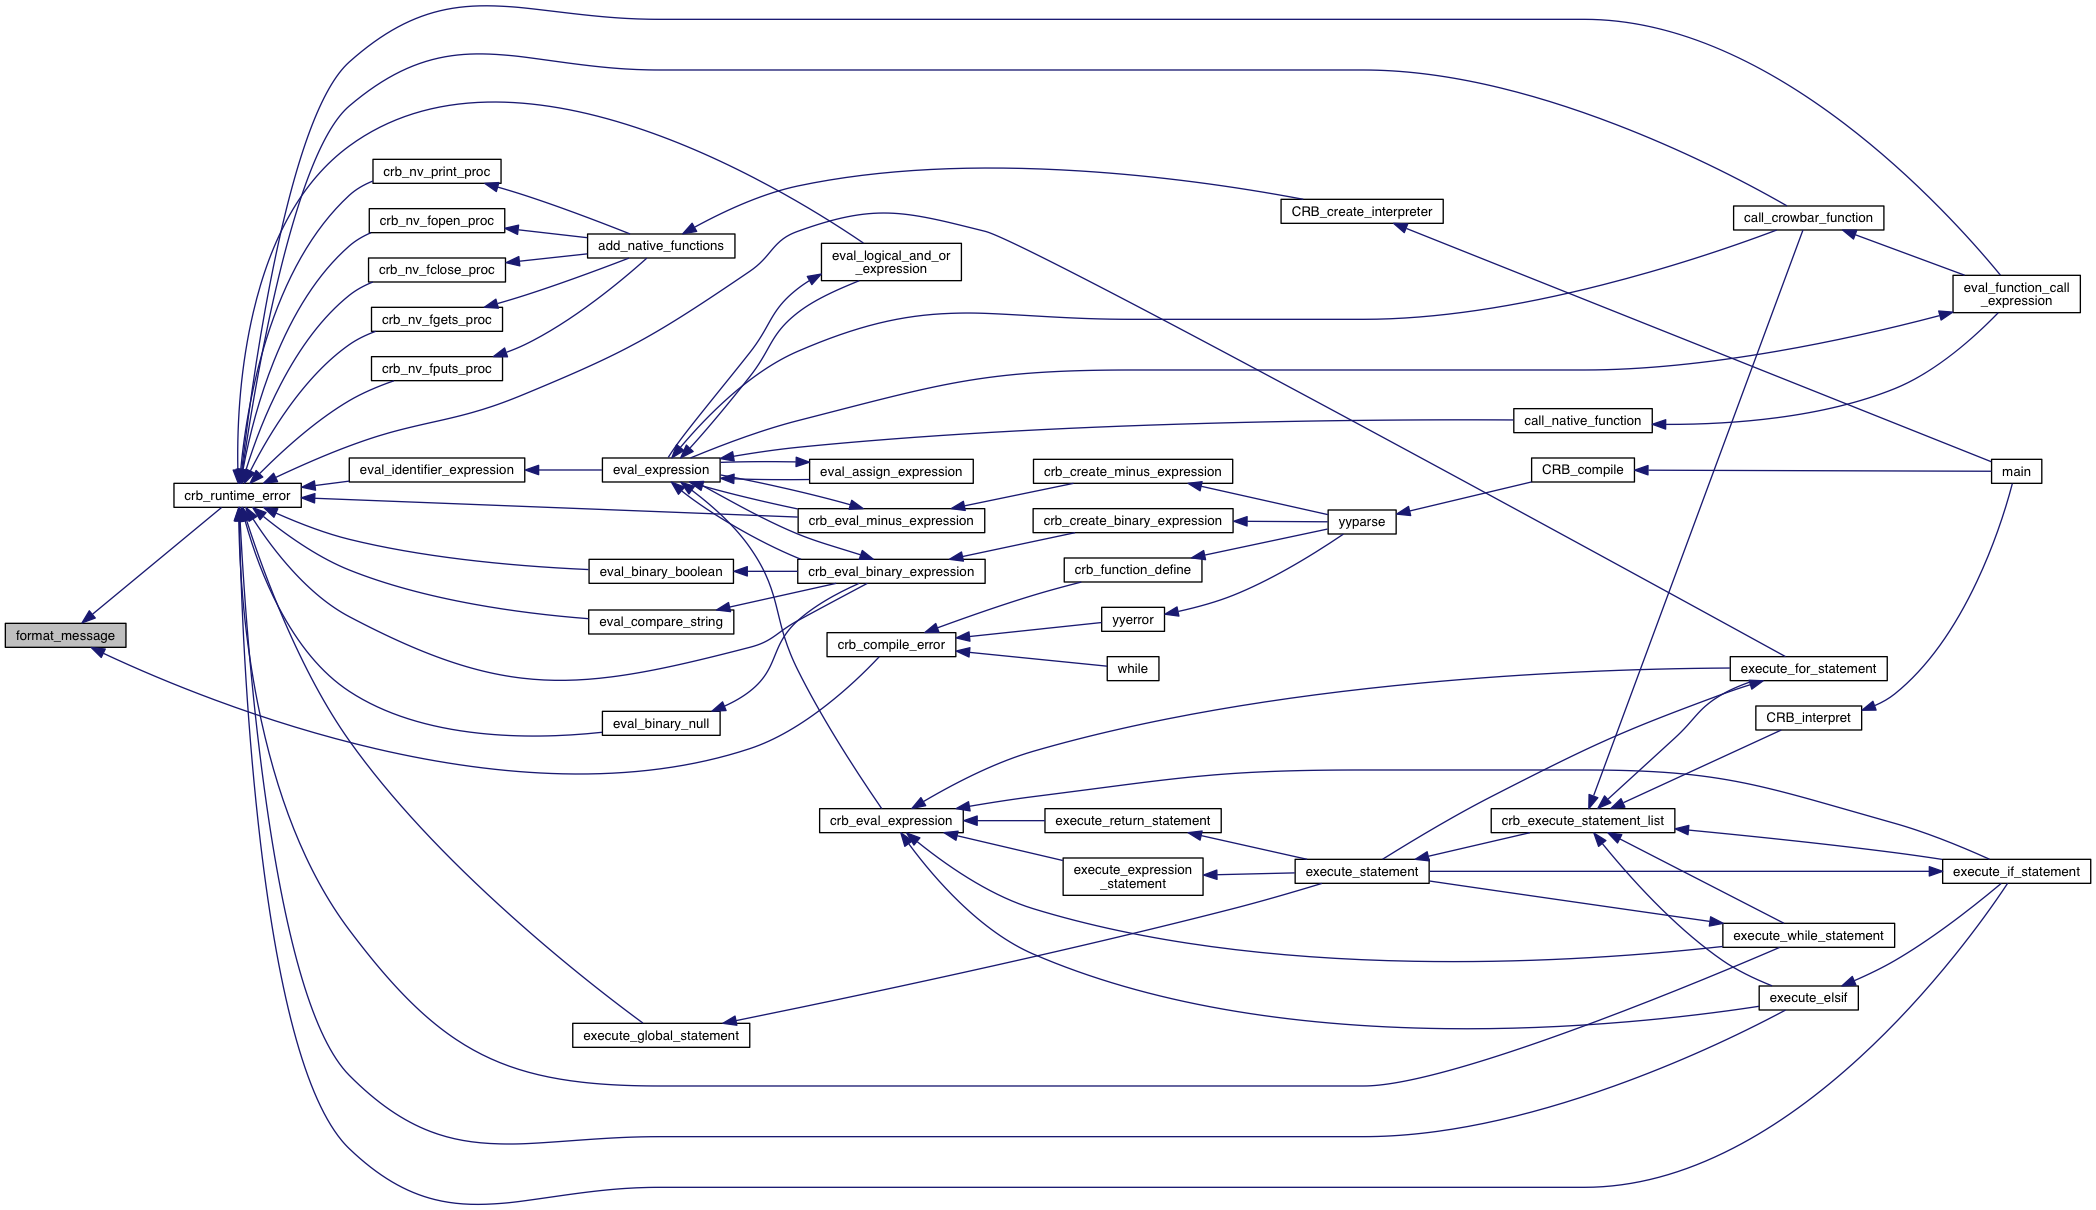 crb_nv_print_proc
crb_nv_fopen_proc
add_native_functions
crb_nv_fclose_proc
crb_nv_fgets_proc
crb_nv_fputs_proc
eval_logical_and_or
_expression
CRB_create_interpreter
call_crowbar_function
eval_function_call
_expression
call_native_function
eval_identifier_expression
eval_expression
eval_assign_expression
crb_create_minus_expression
CRB_compile
main
crb_runtime_error
crb_eval_minus_expression
crb_create_binary_expression
yyparse
eval_binary_boolean
crb_eval_binary_expression
crb_function_define
format_message
eval_compare_string
crb_compile_error
yyerror
while
execute_for_statement
eval_binary_null
CRB_interpret
crb_eval_expression
execute_return_statement
crb_execute_statement_list
execute_expression
_statement
execute_statement
execute_if_statement
execute_while_statement
execute_elsif
execute_global_statement